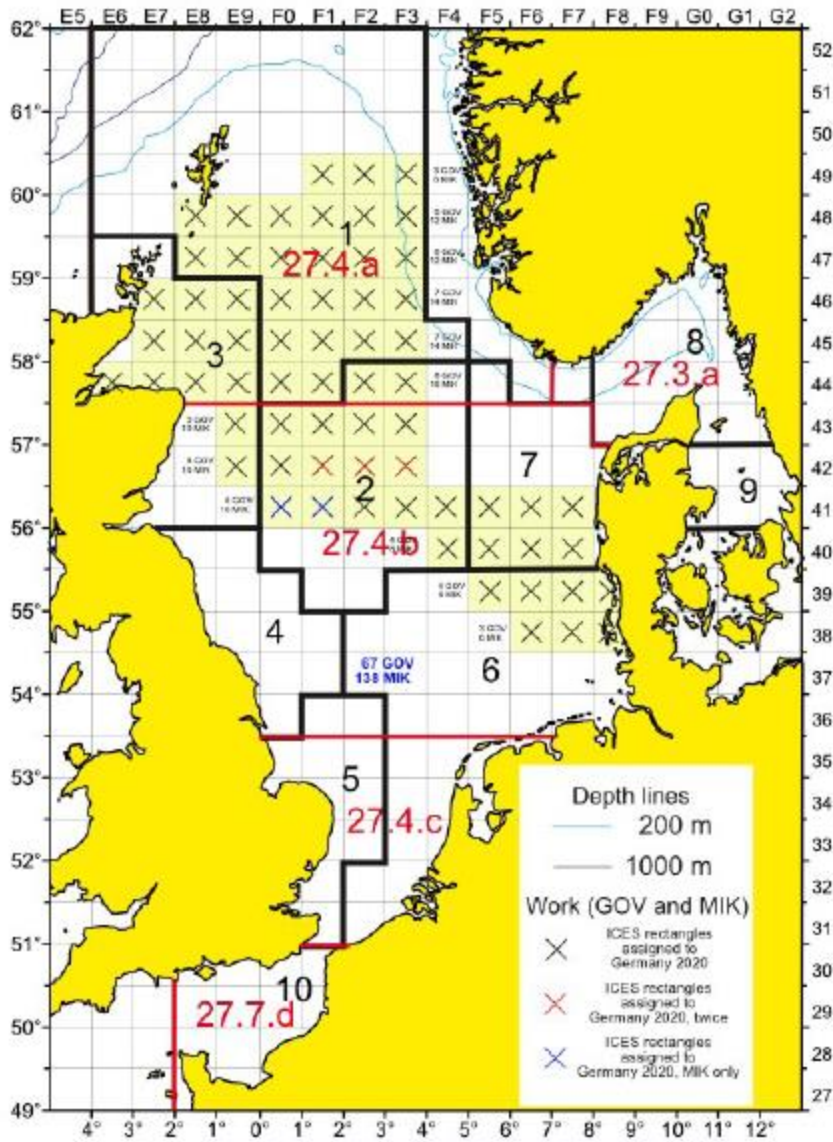 E5 E6 E7 E8 E9 F0 F1 F2 F3 F4 F5 F6 F7 F8 F9 G0 G1 G2
62°
52
61°
51
50
60°
49
1
48
27.4.a
59°
47
46
3
8
58°
45
27.3.a
44
57°
43
7
42
2
9
56°
41
27.4.b
40
55°
39
4
38
67 GOV
138 MIK
6
54°
37
36
53°
5
35
27.4.c
34
52°
33
32
51°
31
10
30
50°
27.7.d
29
28
49°
27
4° 3° 2° 1° 0° 1° 2° 3° 4° 5° 6° 7° 8° 9° 10° 11° 12°
Depth lines
200 m
1000 m
Work (GOV and MIK)
ICES rectangles
assigned to
Germany 2020
ICES rectangles
assigned to
Germany 2020, twice
ICES rectangles
assigned to
Germany 2020, MIK only